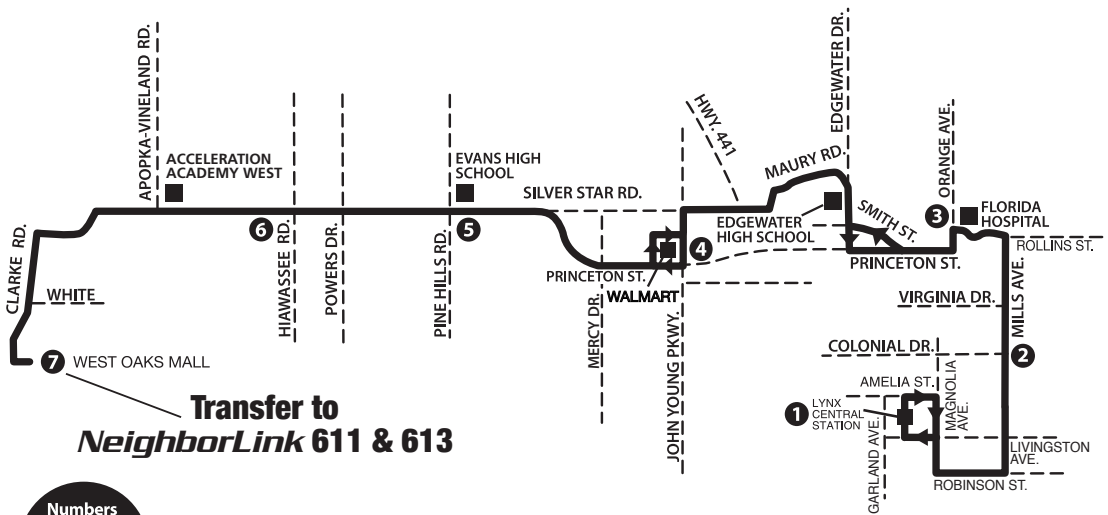 APOPKA-VINELAND RD.
ACCELERATION
ACADEMY WEST
EVANS HIGH
SCHOOL
SILVER STAR RD.
HWY. 441
MAURY RD.
EDGEWATER DR.
EDGEWATER
HIGH SCHOOL
SMITH ST.
ORANGE AVE.
3
FLORIDA
HOSPITAL
ROLLINS ST.
PRINCETON ST.
CLARKE RD.
WHITE
6
HIAWASSEE RD.
POWERS DR.
5
PINE HILLS RD.
PRINCETON ST.
MERCY DR.
4
WALMART
JOHN YOUNG PKWY.
VIRGINIA DR.
MILLS AVE.
COLONIAL DR.
2
7 WEST OAKS MALL
Transfer to
NeighborLink 611 & 613
AMELIA ST.
MAGNOLIA
AVE.
1
LYNX
CENTRAL
STATION
GARLAND AVE.
LIVINGSTON
AVE.
ROBINSON ST.
Numbers